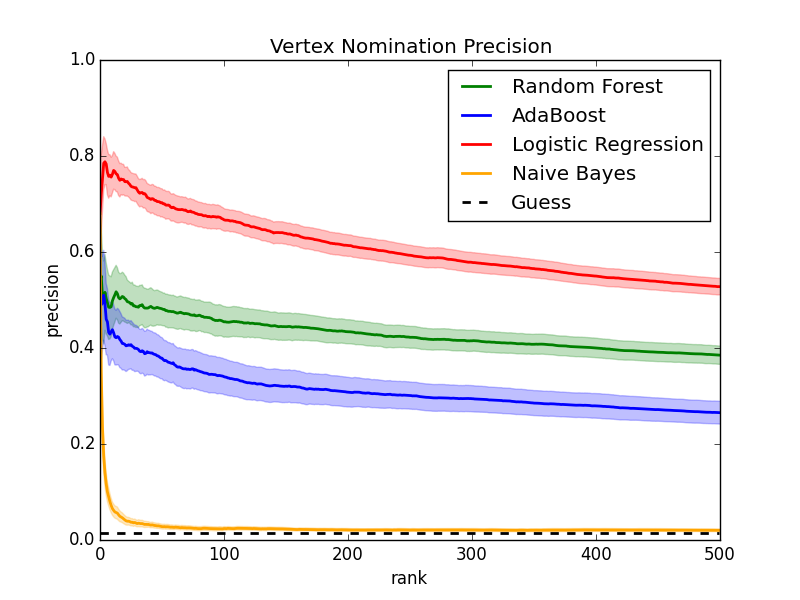 Vertex Nomination Precision
1.0
0.8
0.6
0.4
0.2
0.0
precision
Random Forest
AdaBoost
Logistic Regression
Naive Bayes
Guess
0 100 200 300 400 500
rank